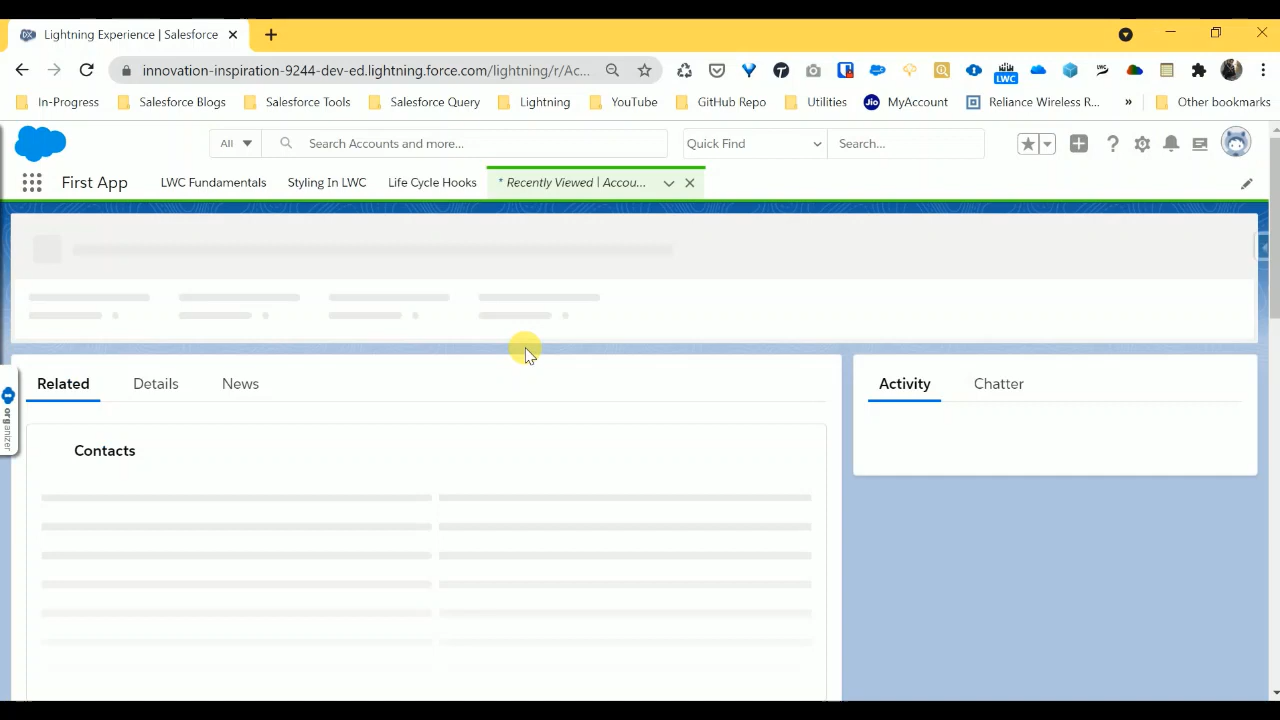 Lightning Experience | Salesforce
innovation-inspiration-9244-dev-ed.lightning.force.com/lightning/r/Ac...
LWC
In-Progress
Salesforce Blogs
Salesforce Tools
Salesforce Query
Lightning
YouTube
GitHub Repo
Utilities
Jio
MyAccount
Reliance Wireless R...
»
Other bookmarks
All
Search Accounts and more...
Quick Find
Search...
First App
LWC Fundamentals
Styling In LWC
Life Cycle Hooks
* Recently Viewed | Accou...
organizer
Related
Details
News
Activity
Chatter
Contacts